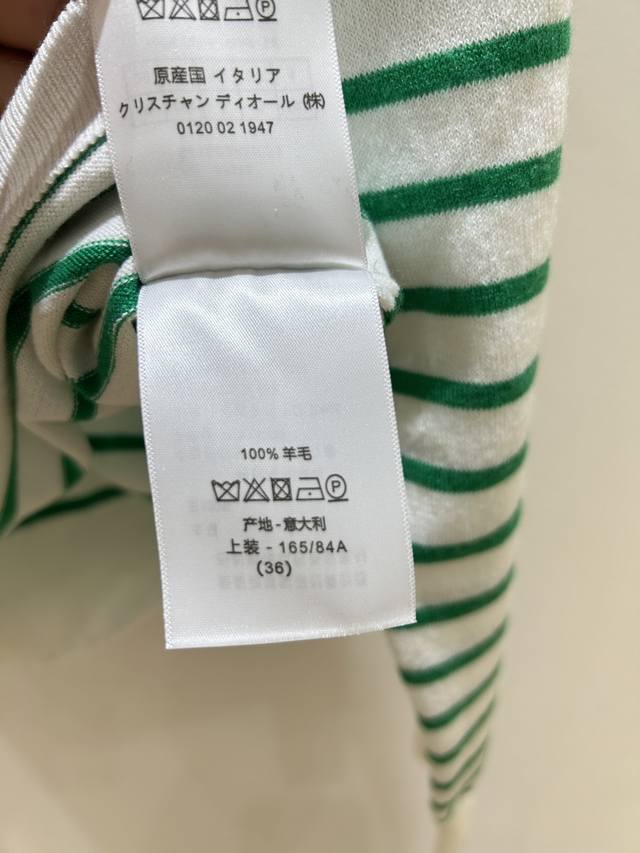 原産国 イタリア
クリスチャン ディオール (株)
0120 02 1947
100% 羊毛
产地 - 意大利
上装 - 165/84A
(36)